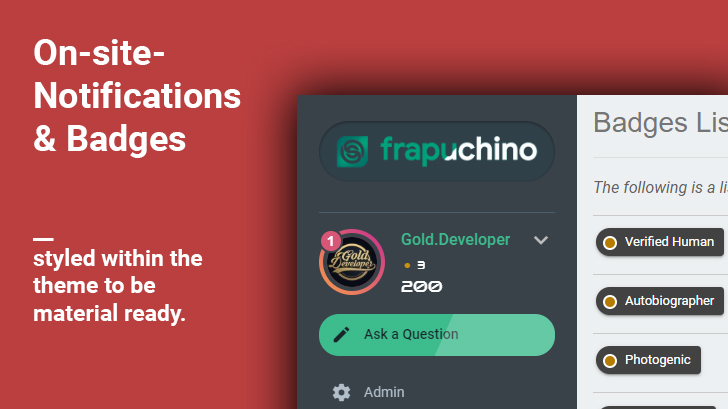 On-site-
Notifications
& Badges
styled within the
theme to be
material ready.
frapuchino
1
Gold Developer
Gold.Developer
3
200
Ask a Question
Admin
Badges Lis
The following is a li
Verified Human
Autobiographer
Photogenic